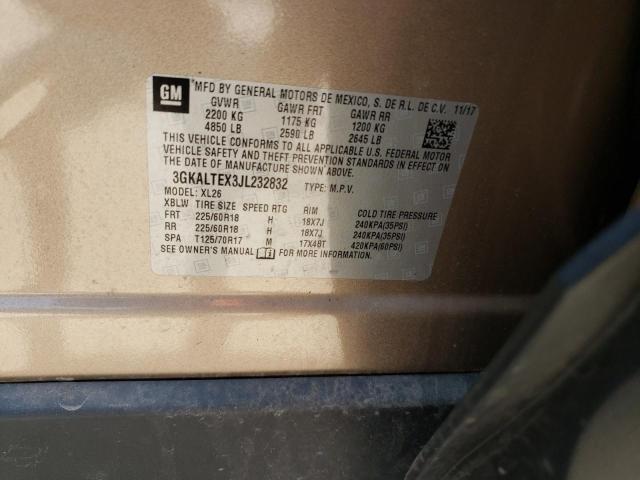 GM
*MFD BY GENERAL MOTORS DE MEXICO, S. DE R.L. DE C.V. 11/17
GVWR GAWR FRT GAWR RR
2200 KG 1175 KG 1200 KG
4850 LB 2590 LB 2645 LB
THIS VEHICLE CONFORMS TO ALL APPLICABLE U.S. FEDERAL MOTOR
VEHICLE SAFETY AND THEFT PREVENTION STANDARDS IN EFFECT ON
THE DATE OF MANUFACTURE SHOWN ABOVE.
3GKALTEX3JL232832 TYPE: M.P.V.
MODEL: XL26
XBLW TIRE SIZE SPEED RTG RIM COLD TIRE PRESSURE
FRT 225/60R18 H 18X7J 240KPA(35PSI)
RR 225/60R18 H 18X7J 240KPA(35PSI)
SPA T125/70R17 M 17X4BT 420KPA(60PSI)
SEE OWNER'S MANUAL FOR MORE INFORMATION.